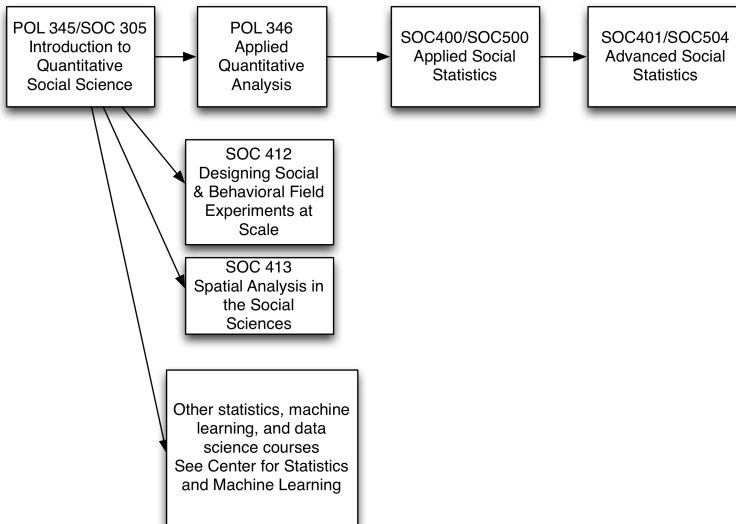 POL 345/SOC 305
Introduction to
Quantitative
Social Science
POL 346
Applied
Quantitative
Analysis
SOC400/SOC500
Applied Social
Statistics
SOC401/SOC504
Advanced Social
Statistics
SOC 412
Designing Social
& Behavioral Field
Experiments at
Scale
SOC 413
Spatial Analysis in
the Social
Sciences
Other statistics, machine
learning, and data
science courses
See Center for Statistics
and Machine Learning